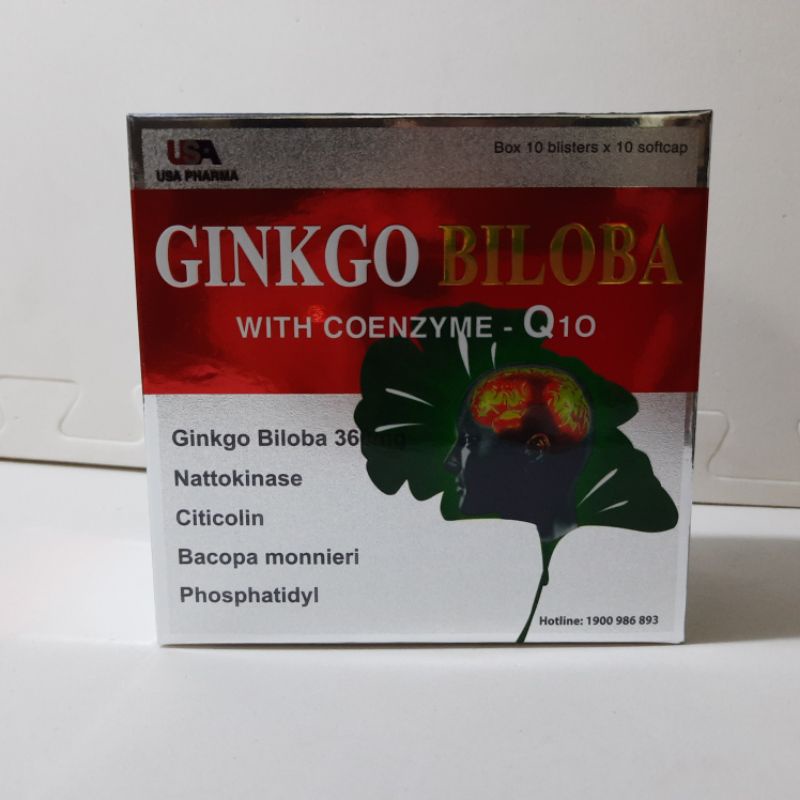 USA
USA PHARMA
Box 10 blisters x 10 softcap
GINKGO BILOBA
WITH COENZYME - Q10
Ginkgo Biloba
Nattokinase
Citicolin
Bacopa monnieri
Phosphatidyl
Hotline: 1900 986 893